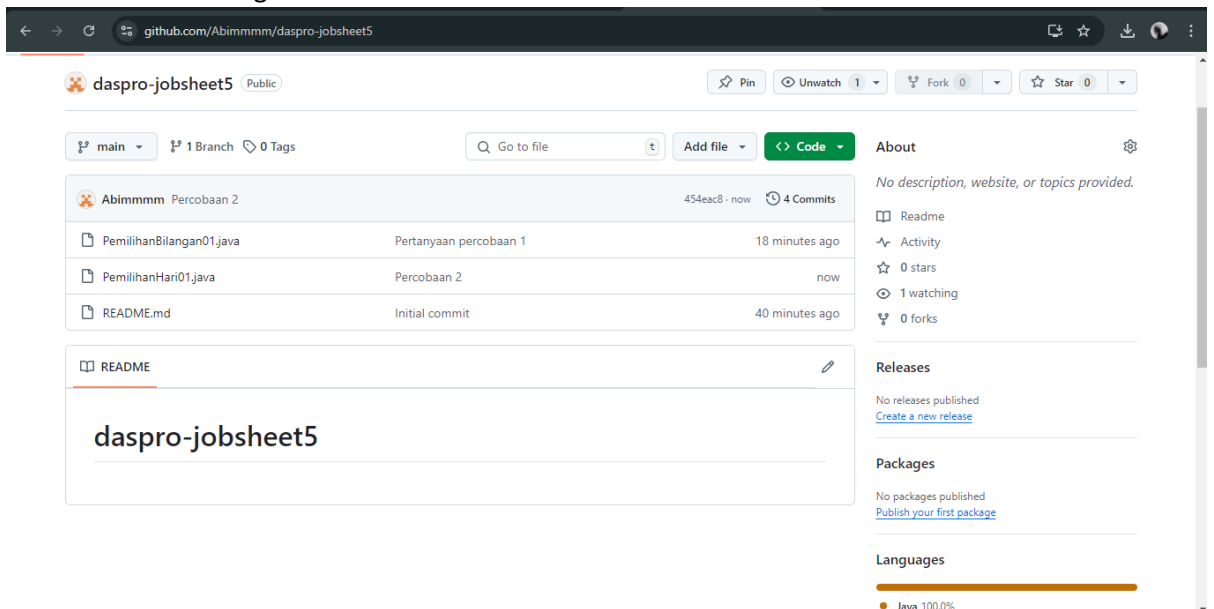 github.com/Abimmmm/daspro-jobsheet5
daspro-jobsheet5 Public
Pin
Unwatch 1
Fork 0
Star 0
main
1 Branch
0 Tags
Go to file
t
Add file
<> Code
Abimmmm Percobaan 2
454eac8 · now
4 Commits
PemilihanBilangan01.java
Pertanyaan percobaan 1
18 minutes ago
PemilihanHari01.java
Percobaan 2
now
README.md
Initial commit
40 minutes ago
README
daspro-jobsheet5
About
No description, website, or topics provided.
Readme
Activity
0 stars
1 watching
0 forks
Releases
No releases published
Create a new release
Packages
No packages published
Publish your first package
Languages
Java 100.0%